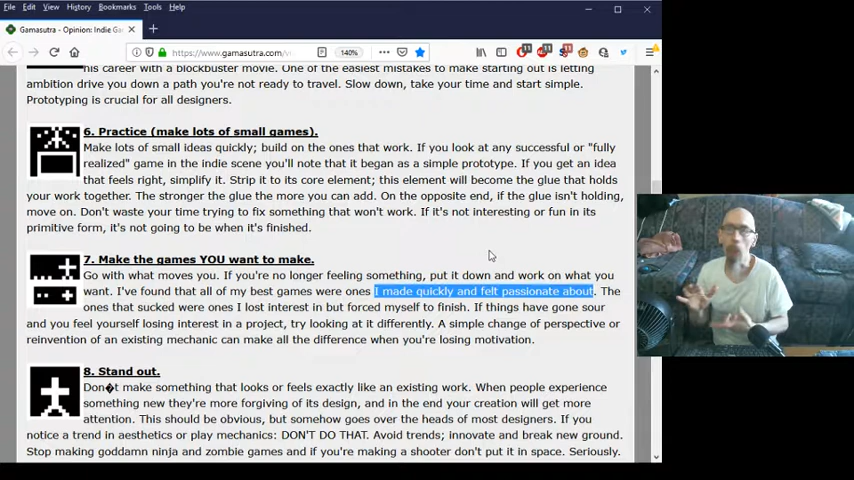 File Edit View History Bookmarks Tools Help
Gamasutra - Opinion: Indie Ga
https://www.gamasutra.com/vi
140%
his career with a blockbuster movie. One of the easiest mistakes to make starting out is letting
ambition drive you down a path you're not ready to travel. Slow down, take your time and start simple.
Prototyping is crucial for all designers.
6. Practice (make lots of small games).
Make lots of small ideas quickly; build on the ones that work. If you look at any successful or "fully
realized" game in the indie scene you'll note that it began as a simple prototype. If you get an idea
that feels right, simplify it. Strip it to its core element; this element will become the glue that holds
your work together. The stronger the glue the more you can add. On the opposite end, if the glue isn't holding,
move on. Don't waste your time trying to fix something that won't work. If it's not interesting or fun in its
primitive form, it's not going to be when it's finished.
7. Make the games YOU want to make.
Go with what moves you. If you're no longer feeling something, put it down and work on what you
want. I've found that all of my best games were ones I made quickly and felt passionate about. The
ones that sucked were ones I lost interest in but forced myself to finish. If things have gone sour
and you feel yourself losing interest in a project, try looking at it differently. A simple change of perspective or
reinvention of an existing mechanic can make all the difference when you're losing motivation.
8. Stand out.
Don�t make something that looks or feels exactly like an existing work. When people experience
something new they're more forgiving of its design, and in the end your creation will get more
attention. This should be obvious, but somehow goes over the heads of most designers. If you
notice a trend in aesthetics or play mechanics: DON'T DO THAT. Avoid trends; innovate and break new ground.
Stop making goddamn ninja and zombie games and if you're making a shooter don't put it in space. Seriously.